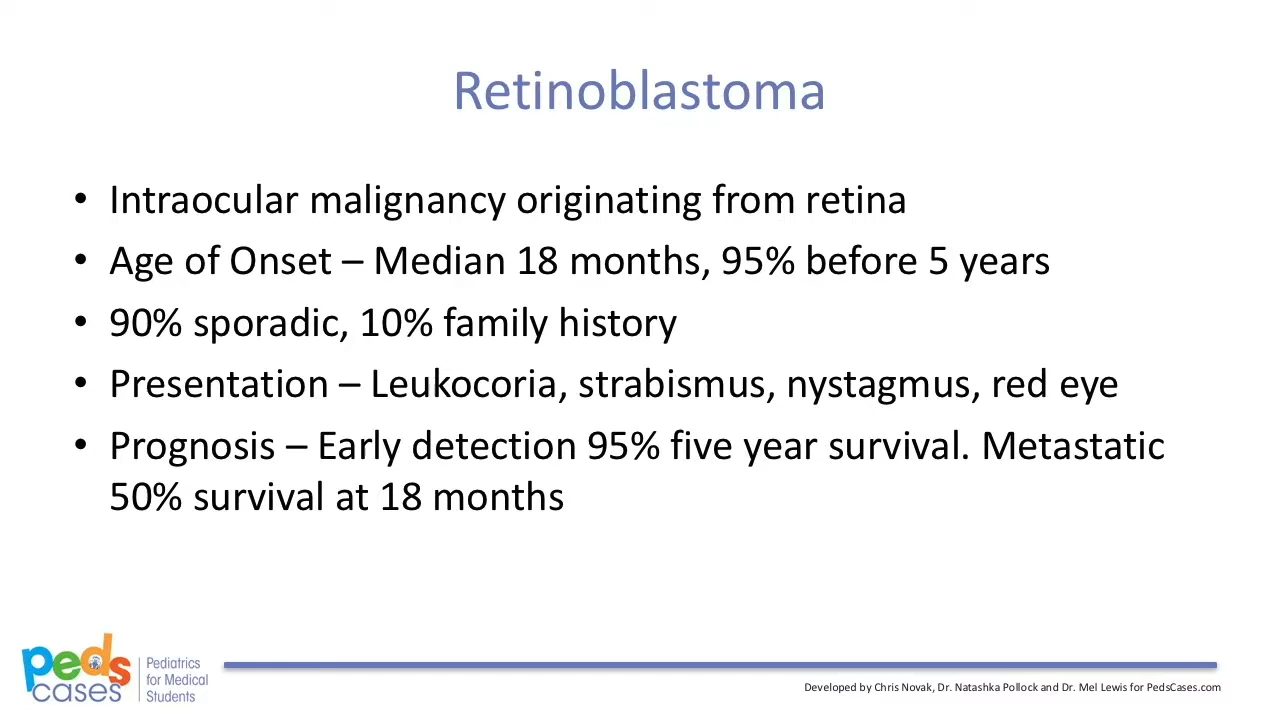 Retinoblastoma
• Intraocular malignancy originating from retina
• Age of Onset – Median 18 months, 95% before 5 years
• 90% sporadic, 10% family history
• Presentation – Leukocoria, strabismus, nystagmus, red eye
• Prognosis – Early detection 95% five year survival. Metastatic
50% survival at 18 months
peds
cases
Pediatrics
for Medical
Students
Developed by Chris Novak, Dr. Natashka Pollock and Dr. Mel Lewis for PedsCases.com